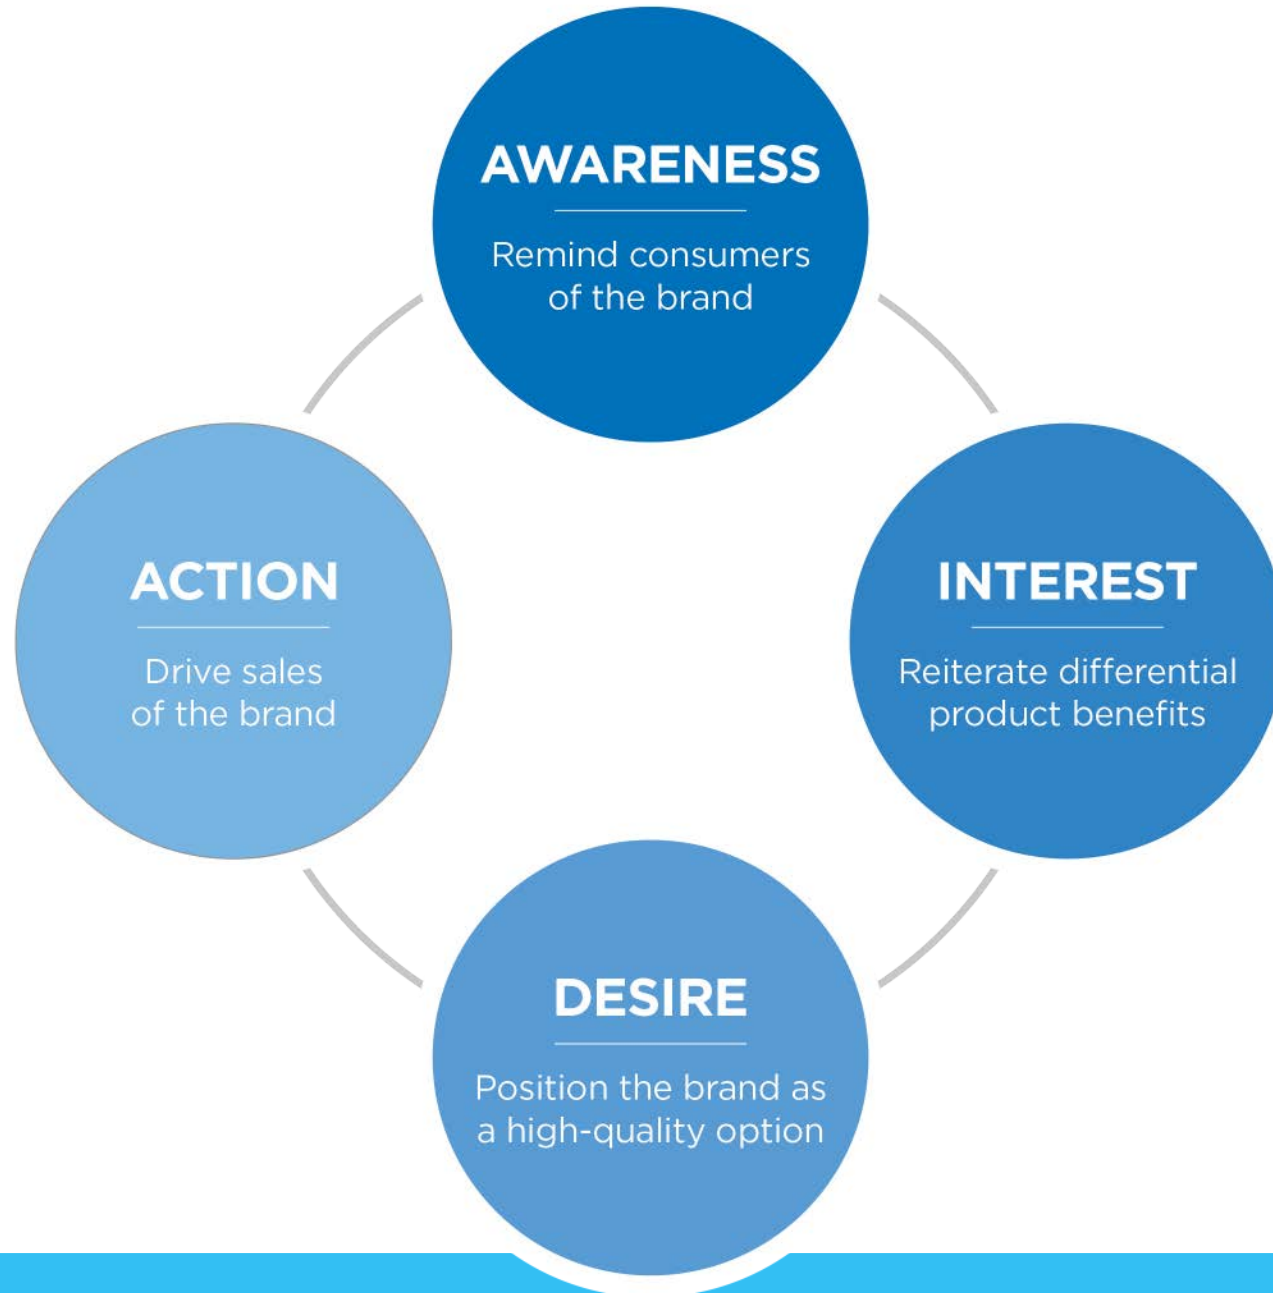 AWARENESS
Remind consumers
of the brand
INTEREST
Reiterate differential
product benefits
DESIRE
Position the brand as
a high-quality option
ACTION
Drive sales
of the brand